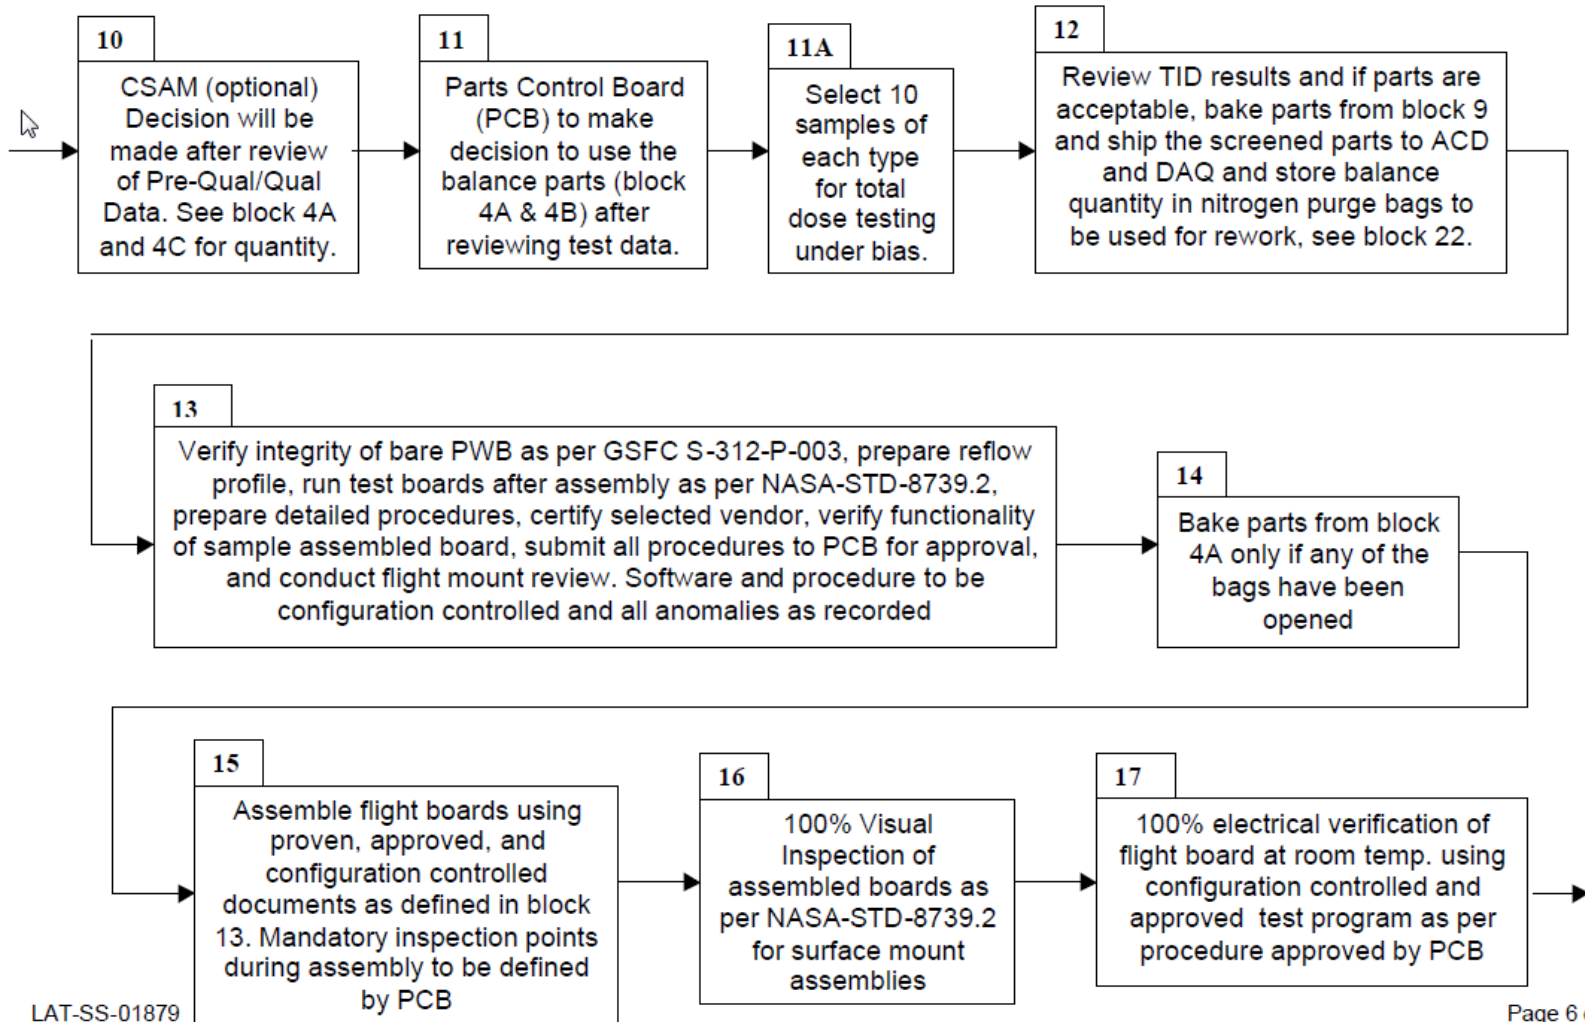 10
CSAM (optional)
Decision will be
made after review
of Pre-Qual/Qual
Data. See block 4A
and 4C for quantity.
11
Parts Control Board
(PCB) to make
decision to use the
balance parts (block
4A & 4B) after
reviewing test data.
11A
Select 10
samples of
each type
for total
dose testing
under bias.
12
Review TID results and if parts are
acceptable, bake parts from block 9
and ship the screened parts to ACD
and DAQ and store balance
quantity in nitrogen purge bags to
be used for rework, see block 22.
13
Verify integrity of bare PWB as per GSFC S-312-P-003, prepare reflow
profile, run test boards after assembly as per NASA-STD-8739.2,
prepare detailed procedures, certify selected vendor, verify functionality
of sample assembled board, submit all procedures to PCB for approval,
and conduct flight mount review. Software and procedure to be
configuration controlled and all anomalies as recorded
14
Bake parts from block
4A only if any of the
bags have been
opened
15
Assemble flight boards using
proven, approved, and
configuration controlled
documents as defined in block
13. Mandatory inspection points
during assembly to be defined
by PCB
16
100% Visual
Inspection of
assembled boards as
per NASA-STD-8739.2
for surface mount
assemblies
17
100% electrical verification of
flight board at room temp. using
configuration controlled and
approved test program as per
procedure approved by PCB
LAT-SS-01879
Page 6